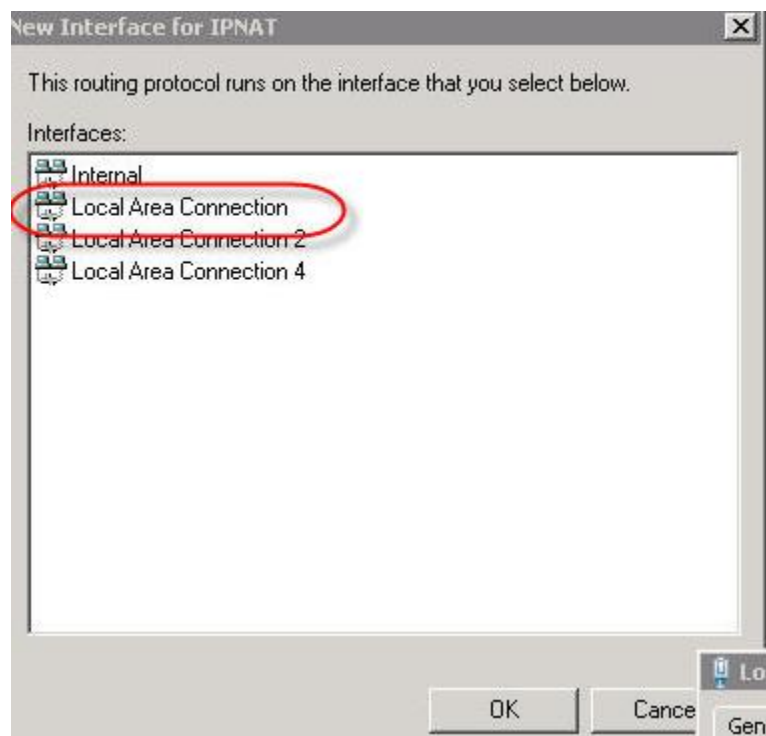 New Interface for IPNAT
This routing protocol runs on the interface that you select below.
Interfaces:
Internal
Local Area Connection
Local Area Connection 2
Local Area Connection 4
Lo
OK
Cance
Gen